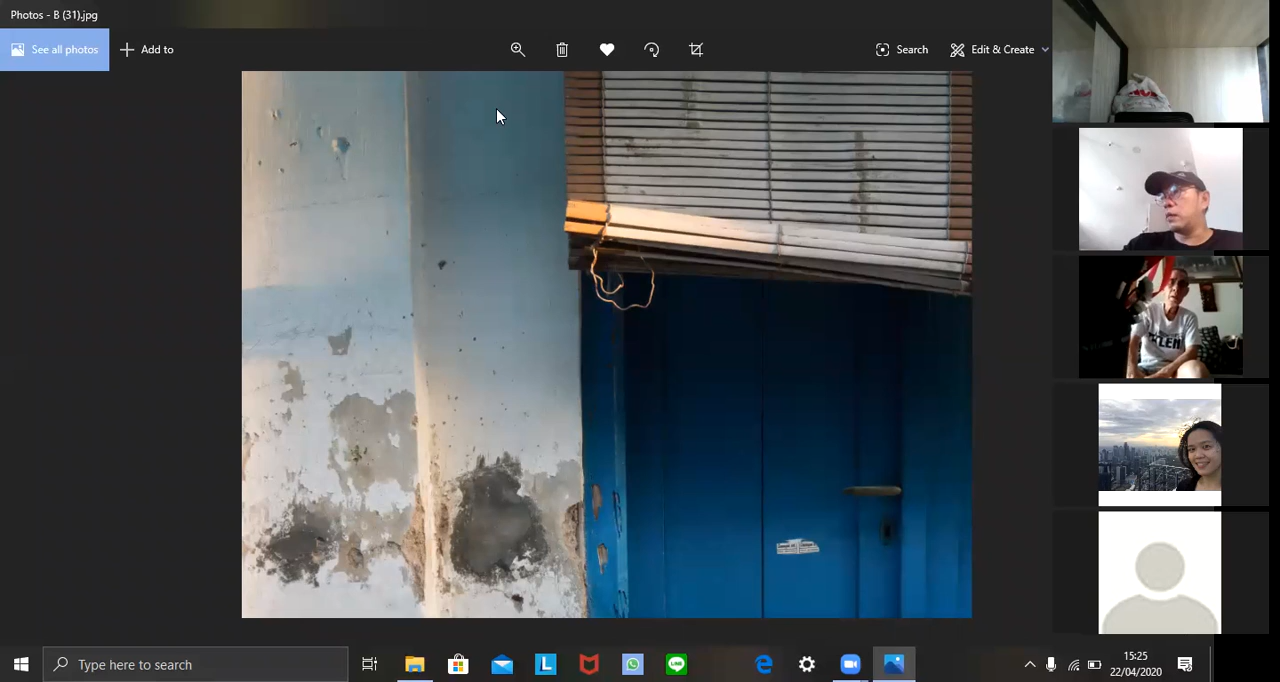 Photos - B (31).jpg
See all photos
Add to
Search
Edit & Create
Type here to search
15:25
22/04/2020